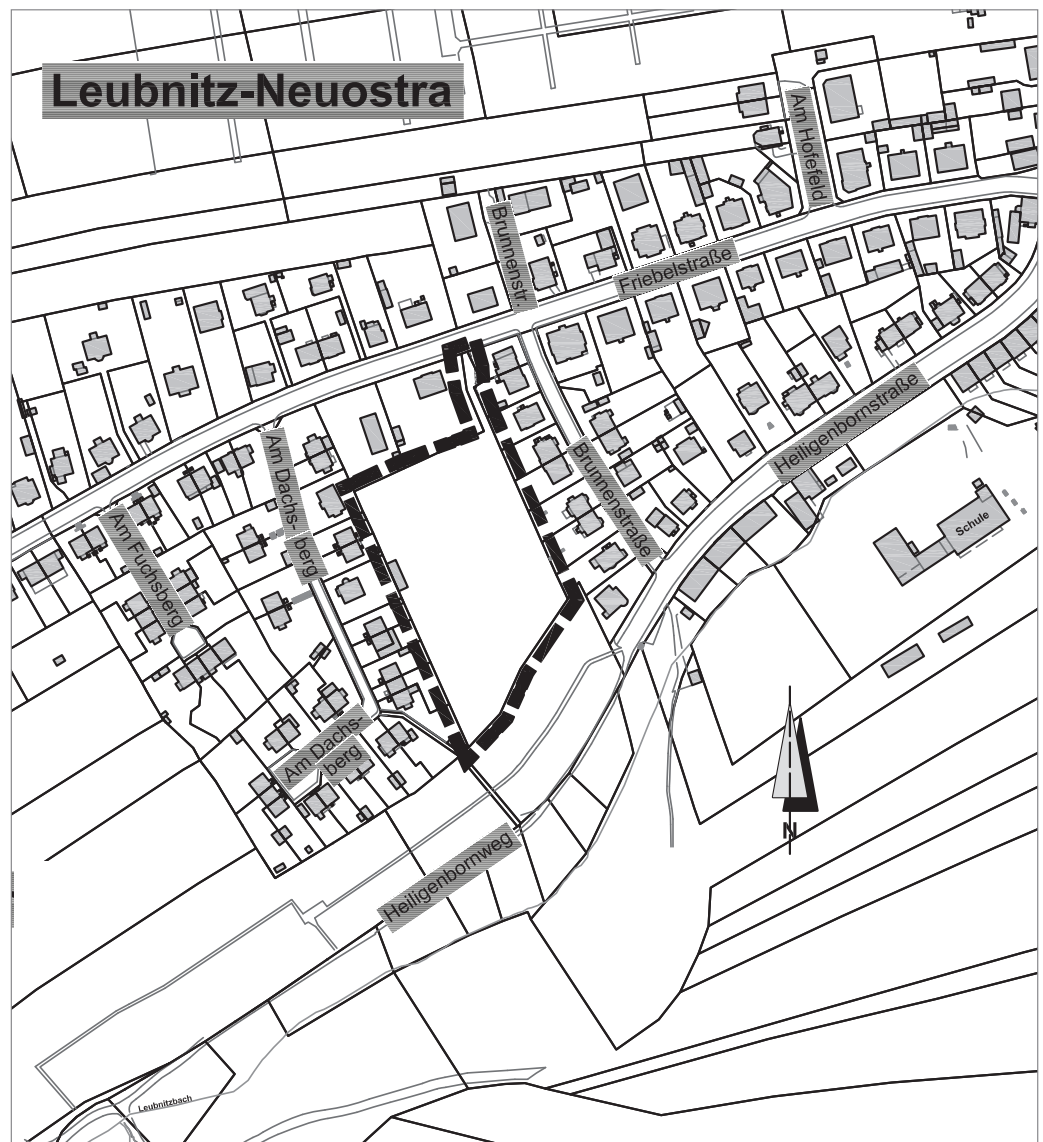 Leubnitz-Neuostra
Am Hofefeld
Brunnenstr.
Friebelstraße
Heiligenbornstraße
Am Dachs-
berg
Brunnenstraße
Am Fuchsberg
Schule
Am Dachs-
berg
N
Heiligenbornweg
Leubnitzbach